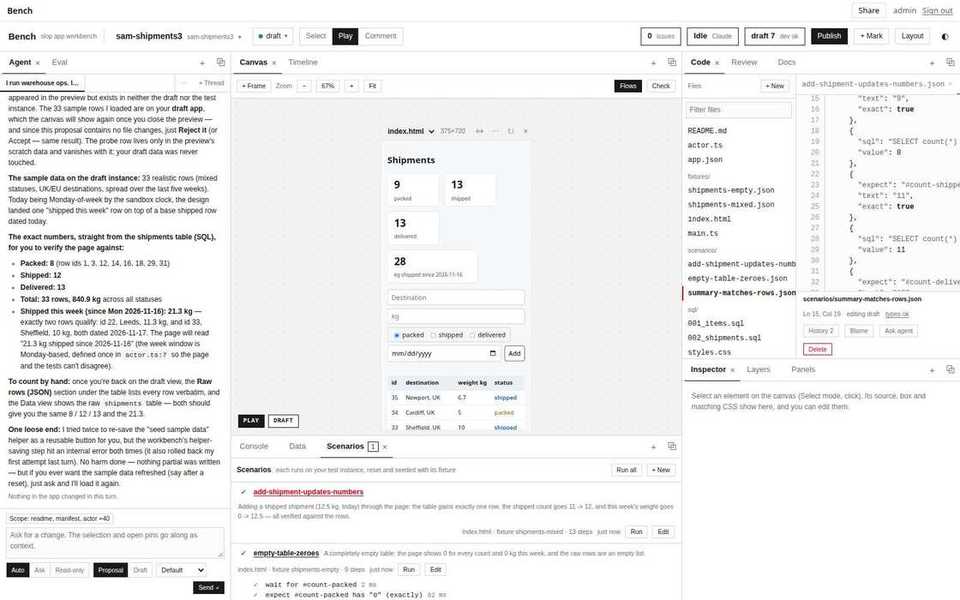 Bench
Share admin Sign out
Bench slop app workbench sam-shipments3 sam-shipments3
draft Select Play Comment
0 issues Idle Claude draft 7 dev ok Publish + Mark Layout
Agent × Eval +
I run warehouse ops. I... ··· + Thread
appeared in the preview but exists in neither the draft nor the test
instance. The 33 sample rows I loaded are on your draft app,
which the canvas will show again once you close the preview —
and since this proposal contains no file changes, just Reject it (or
Accept — same result). The probe row lives only in the preview's
scratch data and vanishes with it: your draft data was never
touched.
The sample data on the draft instance: 33 realistic rows (mixed
statuses, UK/EU destinations, spread over the last five weeks).
Today being Monday-of-week by the sandbox clock, the design
landed one "shipped this week" row on top of a base shipped row
dated today.
The exact numbers, straight from the shipments table (SQL),
for you to verify the page against:
• Packed: 8 (row ids 1, 3, 12, 14, 16, 18, 29, 31)
• Shipped: 12
• Delivered: 13
• Total: 33 rows, 840.9 kg across all statuses
• Shipped this week (since Mon 2026-11-16): 21.3 kg —
exactly two rows qualify: id 22, Leeds, 11.3 kg, and id 33,
Sheffield, 10 kg, both dated 2026-11-17. The page will read
"21.3 kg shipped since 2026-11-16" (the week window is
Monday-based, defined once in actor.ts:7 so the page
and the tests can't disagree).
To count by hand: once you're on the draft view, the Raw
rows (JSON) section under the table lists every row verbatim, and
the Data view shows the raw shipments table — both should
give you the same 8 / 12 / 13 and the 21.3.
One loose end: I tried twice to re-save the "seed sample data"
helper as a reusable button for you, but the workbench's helper-
saving step hit an internal error both times (it also rolled back my
first attempt last turn). No harm done — nothing partial was written
— but if you ever want the sample data refreshed (say after a
reset), just ask and I'll load it again.
Nothing in the app changed in this turn.
Scope: readme, manifest, actor +40
Ask for a change. The selection and open pins go along as
context.
Auto Ask Read-only Proposal Draft Default
Send
Canvas × Timeline +
+ Frame Zoom − 67% + Fit Flows Check
index.html 375×720 ··· ×
Shipments
9
packed
13
shipped
13
delivered
28
kg shipped since 2026-11-16
Destination
kg
packed shipped delivered
mm/dd/yyyy Add
id destination weight kg status
35 Newport, UK 6.7 shipped
34 Cardiff, UK 5 packed
33 Sheffield, UK 10 shipped
PLAY DRAFT
Console Data Scenarios 1 × +
Scenarios each runs on your test instance, reset and seeded with its fixture Run all + New
✓ add-shipment-updates-numbers
Adding a shipped shipment (12.5 kg, today) through the page: the table gains exactly one row, the shipped count goes 11 -> 12, and this week's weight goes
0 -> 12.5 — all verified against the rows.
index.html · fixture shipments-mixed · 13 steps just now Run Edit
✓ empty-table-zeroes A completely empty table: the page shows 0 for every count and 0 kg this week, and the raw rows are an empty list.
index.html · fixture shipments-empty · 9 steps just now Run Edit
✓ wait for #count-packed 2 ms
✓ expect #count-packed has "0" (exactly) 82 ms
Code × Review Docs +
Files + New
Filter files
README.md
actor.ts
app.json
fixtures/
shipments-empty.json
shipments-mixed.json
index.html
main.ts
scenario/
add-shipment-updates-numb
empty-table-zeroes.json
summary-matches-rows.json
sql/
001_items.sql
002_shipments.sql
styles.css
add-shipment-updates-numbers.json
15 "text": "9",
16 "exact": true
17 },
18 {
19 "sql": "SELECT count(*)
20 "value": 8
21 },
22 {
23 "expect": "#count-shippe
24 "text": "11",
25 "exact": true
26 },
27 {
28 "sql": "SELECT count(*)
29 "value": 11
30 },
31 {
32 "expect": "#count-delive
scenarios/summary-matches-rows.json
Ln 15, Col 19 editing draft types ok
History 2 Blame Ask agent
Delete
Inspector × Layers Panels +
Select an element on the canvas (Select mode, click). Its source, box and
matching CSS show here, and you can edit them.